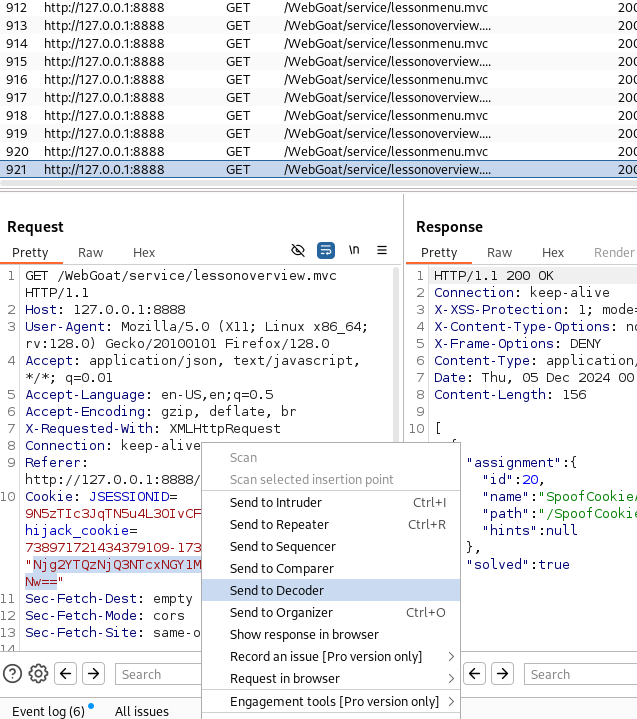 912 http://127.0.0.1:8888 GET /WebGoat/service/lessonmenu.mvc 200
913 http://127.0.0.1:8888 GET /WebGoat/service/lessonoverview.... 200
914 http://127.0.0.1:8888 GET /WebGoat/service/lessonmenu.mvc 200
915 http://127.0.0.1:8888 GET /WebGoat/service/lessonoverview.... 200
916 http://127.0.0.1:8888 GET /WebGoat/service/lessonmenu.mvc 200
917 http://127.0.0.1:8888 GET /WebGoat/service/lessonoverview.... 200
918 http://127.0.0.1:8888 GET /WebGoat/service/lessonmenu.mvc 200
919 http://127.0.0.1:8888 GET /WebGoat/service/lessonoverview.... 200
920 http://127.0.0.1:8888 GET /WebGoat/service/lessonmenu.mvc 200
921 http://127.0.0.1:8888 GET /WebGoat/service/lessonoverview.... 200
Request
Pretty Raw Hex \n
1 GET /WebGoat/service/lessonoverview.mvc
HTTP/1.1
2 Host: 127.0.0.1:8888
3 User-Agent: Mozilla/5.0 (X11; Linux x86_64;
rv:128.0) Gecko/20100101 Firefox/128.0
4 Accept: application/json, text/javascript,
*/*; q=0.01
5 Accept-Language: en-US,en;q=0.5
6 Accept-Encoding: gzip, deflate, br
7 X-Requested-With: XMLHttpRequest
8 Connection: keep-alive
9 Referer:
http://127.0.0.1:8888/
10 Cookie: JSESSIONID=
9N5zTIc3JqTN5u4L3OIvCF
hijack_cookie=
738971721434379109-173
"Njg2YTQzNjQ3NTcxNGY1M
Nw=="
11 Sec-Fetch-Dest: empty
12 Sec-Fetch-Mode: cors
13 Sec-Fetch-Site: same-o
14
Scan
Scan selected insertion point
Send to Intruder Ctrl+I
Send to Repeater Ctrl+R
Send to Sequencer
Send to Comparer
Send to Decoder
Send to Organizer Ctrl+O
Show response in browser
Record an issue [Pro version only]
Request in browser
Engagement tools [Pro version only]
Response
Pretty Raw Hex Render
1 HTTP/1.1 200 OK
2 Connection: keep-alive
3 X-XSS-Protection: 1; mode=
4 X-Content-Type-Options: no
5 X-Frame-Options: DENY
6 Content-Type: application/
7 Date: Thu, 05 Dec 2024 00
8 Content-Length: 156
9
10 [
{
"assignment":{
"id":20,
"name":"SpoofCookieA
"path":"/SpoofCookie
"hints":null
},
"solved":true
Search
Search
Event log (6) All issues